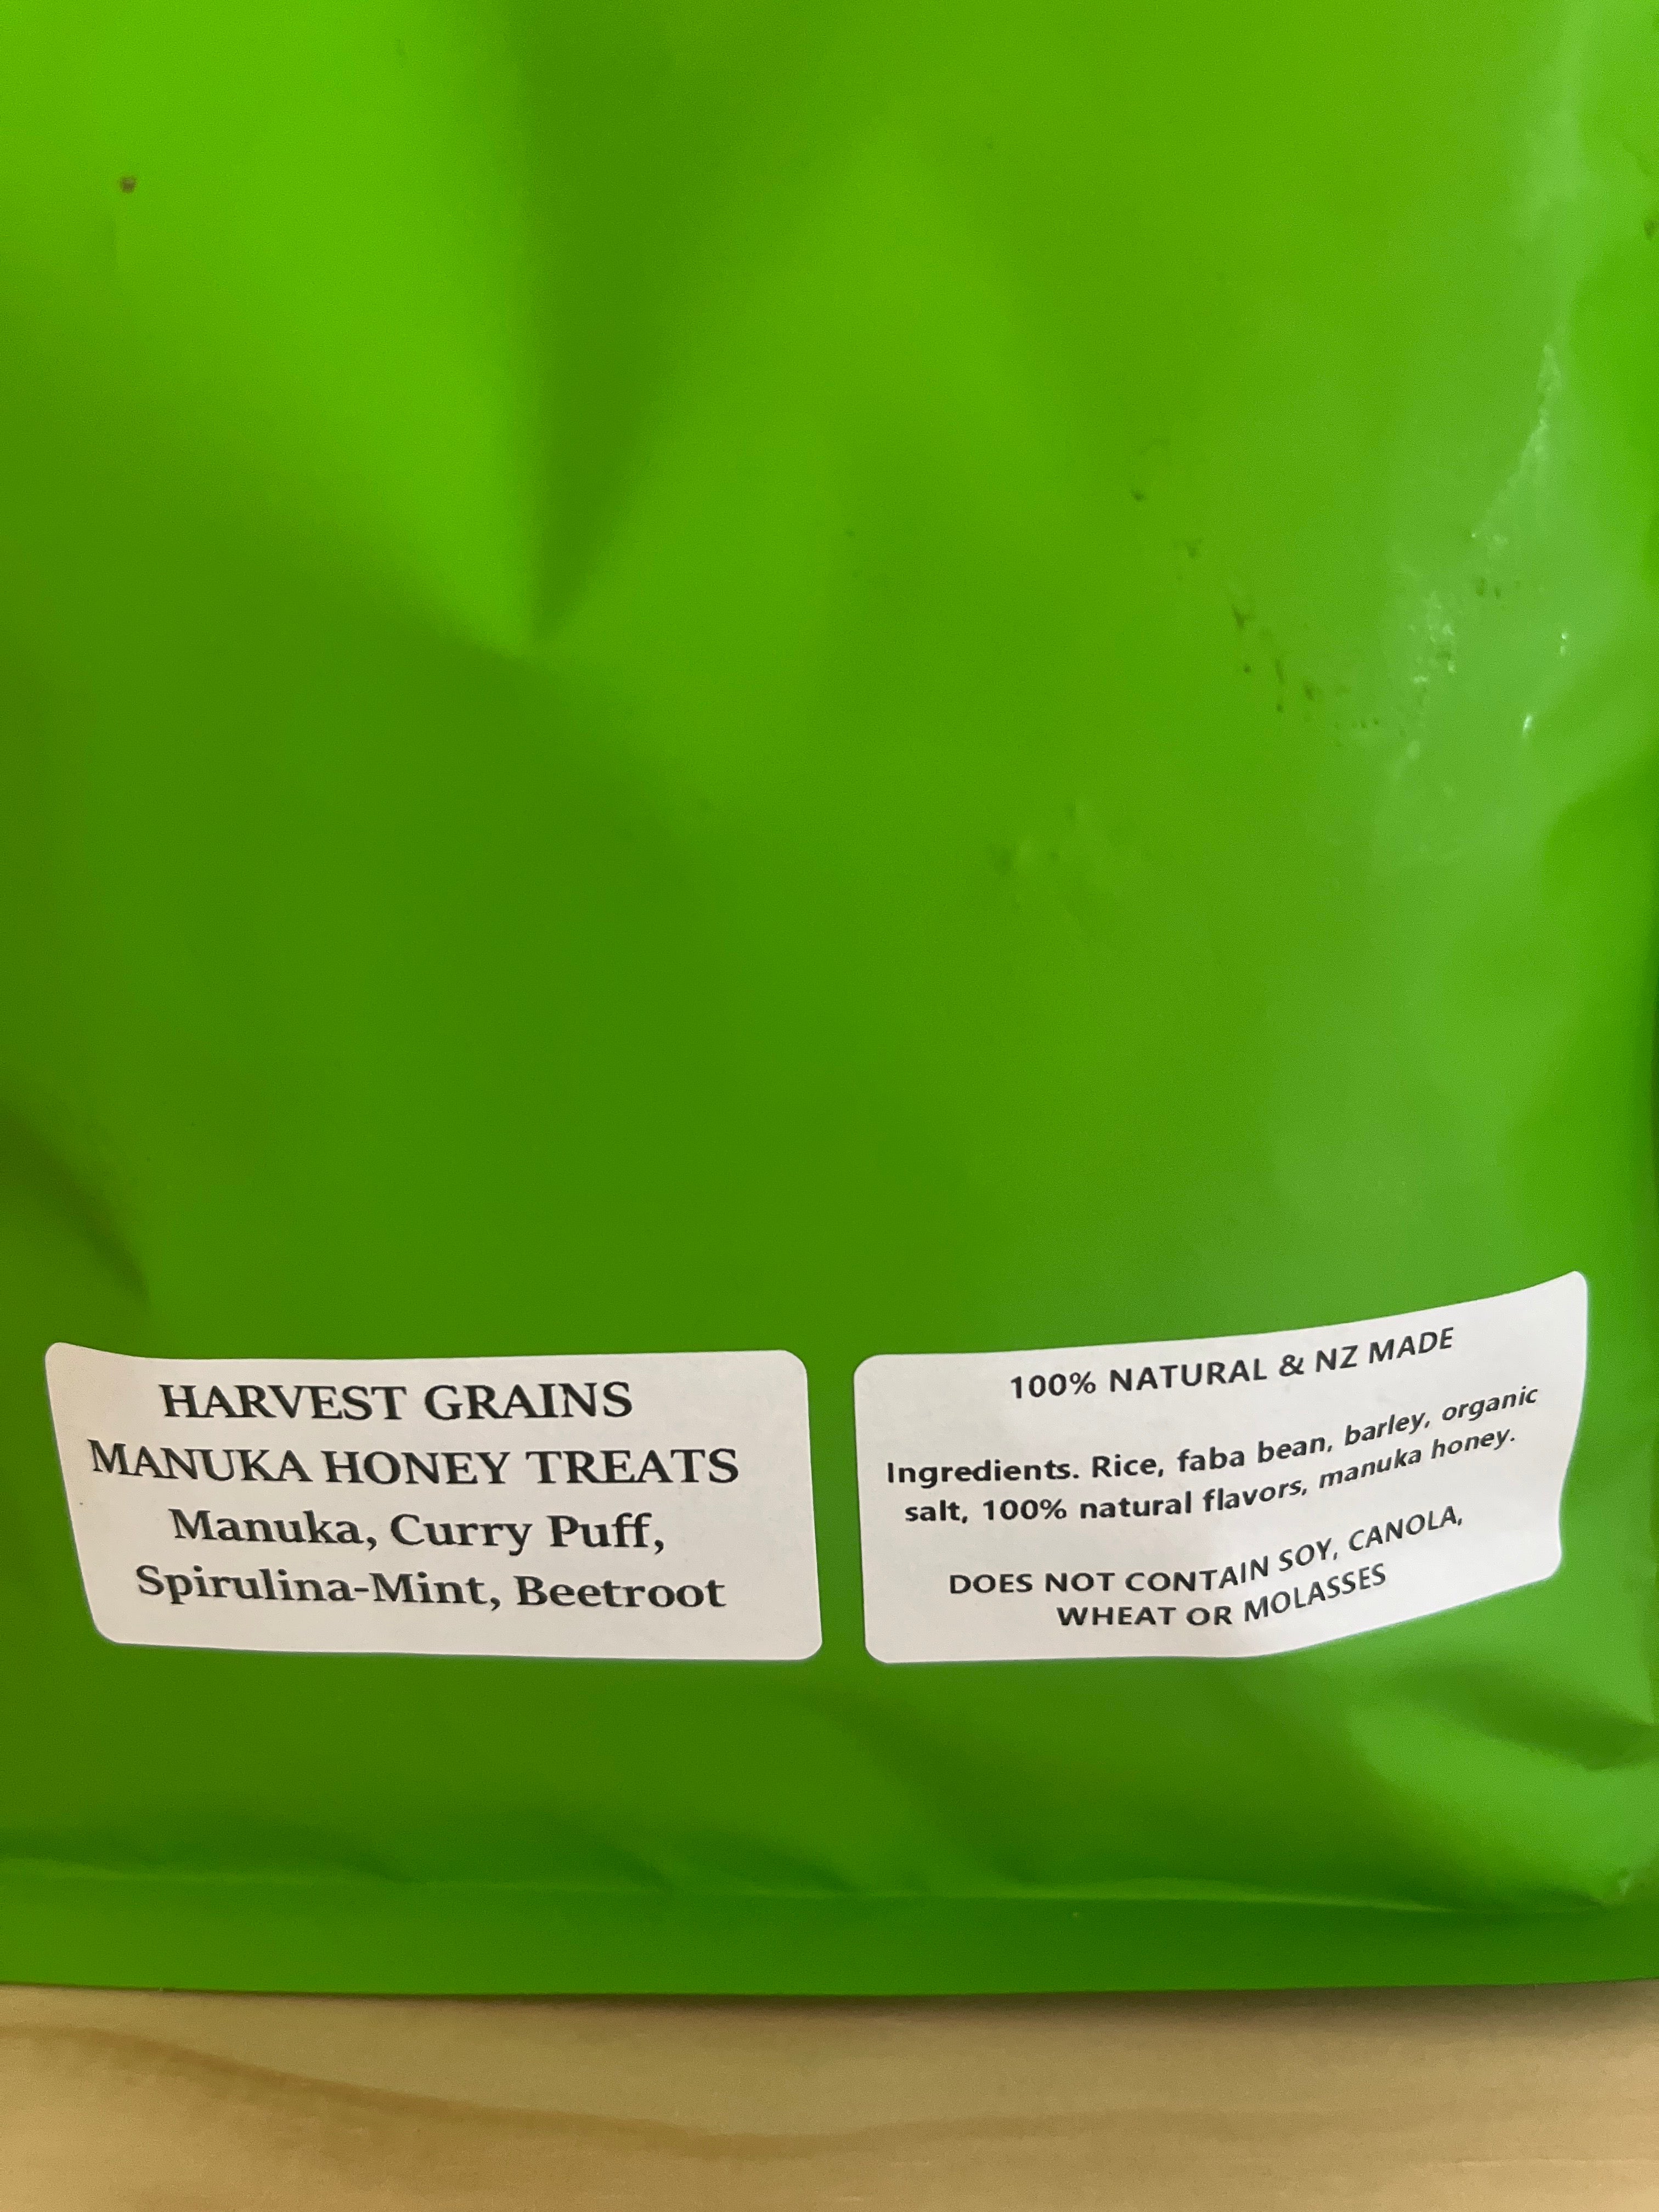 HARVEST GRAINS
MANUKA HONEY TREATS
Manuka, Curry Puff,
Spirulina-Mint, Beetroot
100% NATURAL & NZ MADE
Ingredients. Rice, faba bean, barley, organic
salt, 100% natural flavors, manuka honey.
DOES NOT CONTAIN SOY, CANOLA,
WHEAT OR MOLASSES